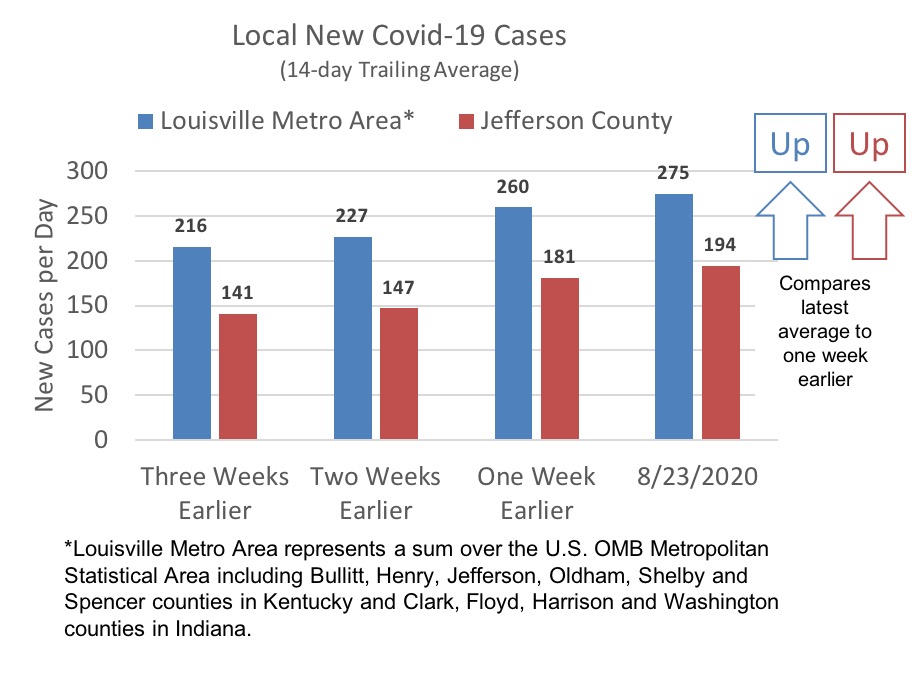 Local New Covid-19 Cases
(14-day Trailing Average)
Louisville Metro Area* Jefferson County
Up Up
New Cases per Day
300
250
200
150
100
50
0
216 141
227 147
260 181
275 194
Compares
latest
average to
one week
earlier
Three Weeks
Earlier
Two Weeks
Earlier
One Week
Earlier
8/23/2020
*Louisville Metro Area represents a sum over the U.S. OMB Metropolitan
Statistical Area including Bullitt, Henry, Jefferson, Oldham, Shelby and
Spencer counties in Kentucky and Clark, Floyd, Harrison and Washington
counties in Indiana.